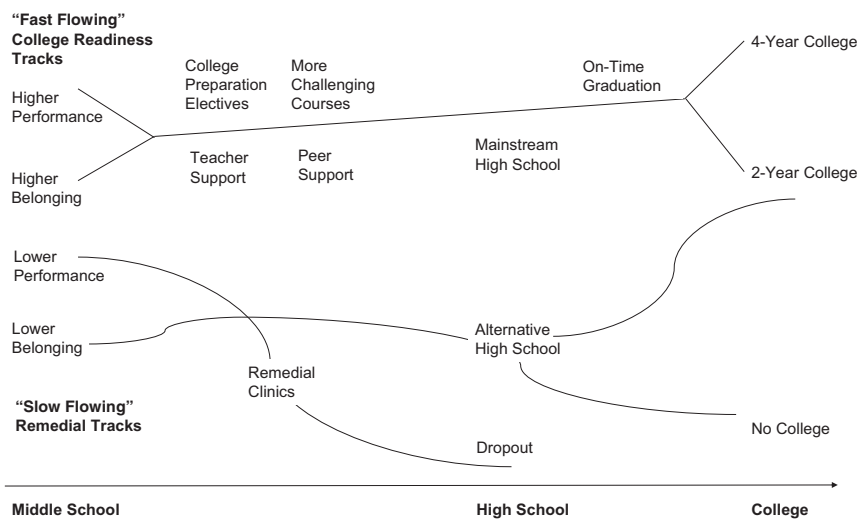 “Fast Flowing”
College Readiness
Tracks
Higher
Performance
Higher
Belonging
College
Preparation
Electives
More
Challenging
Courses
On-Time
Graduation
4-Year College
Teacher
Support
Peer
Support
Mainstream
High School
2-Year College
Lower
Performance
Lower
Belonging
Alternative
High School
Remedial
Clinics
“Slow Flowing”
Remedial Tracks
Dropout
No College
Middle School
High School
College